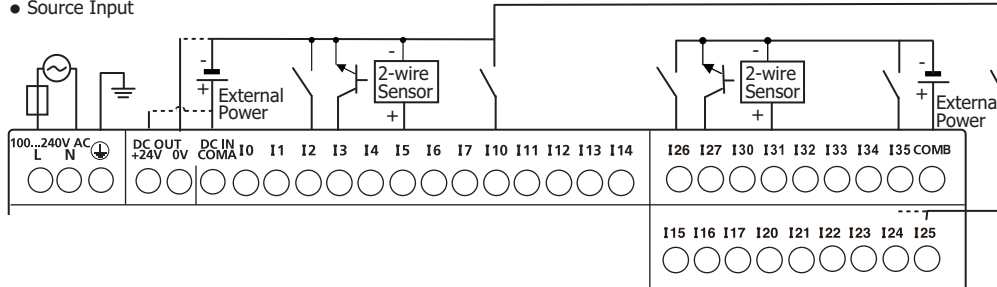 ● Source Input
-
+
External
Power
-
2-wire
Sensor
+
-
2-wire
Sensor
+
-
+
External
Power
100...240V AC
L N
DC OUT
+24V 0V
DC IN
COMA I0 I1 I2 I3 I4 I5 I6 I7 I10 I11 I12 I13 I14
I26 I27 I30 I31 I32 I33 I34 I35 COMB
I15 I16 I17 I20 I21 I22 I23 I24 I25